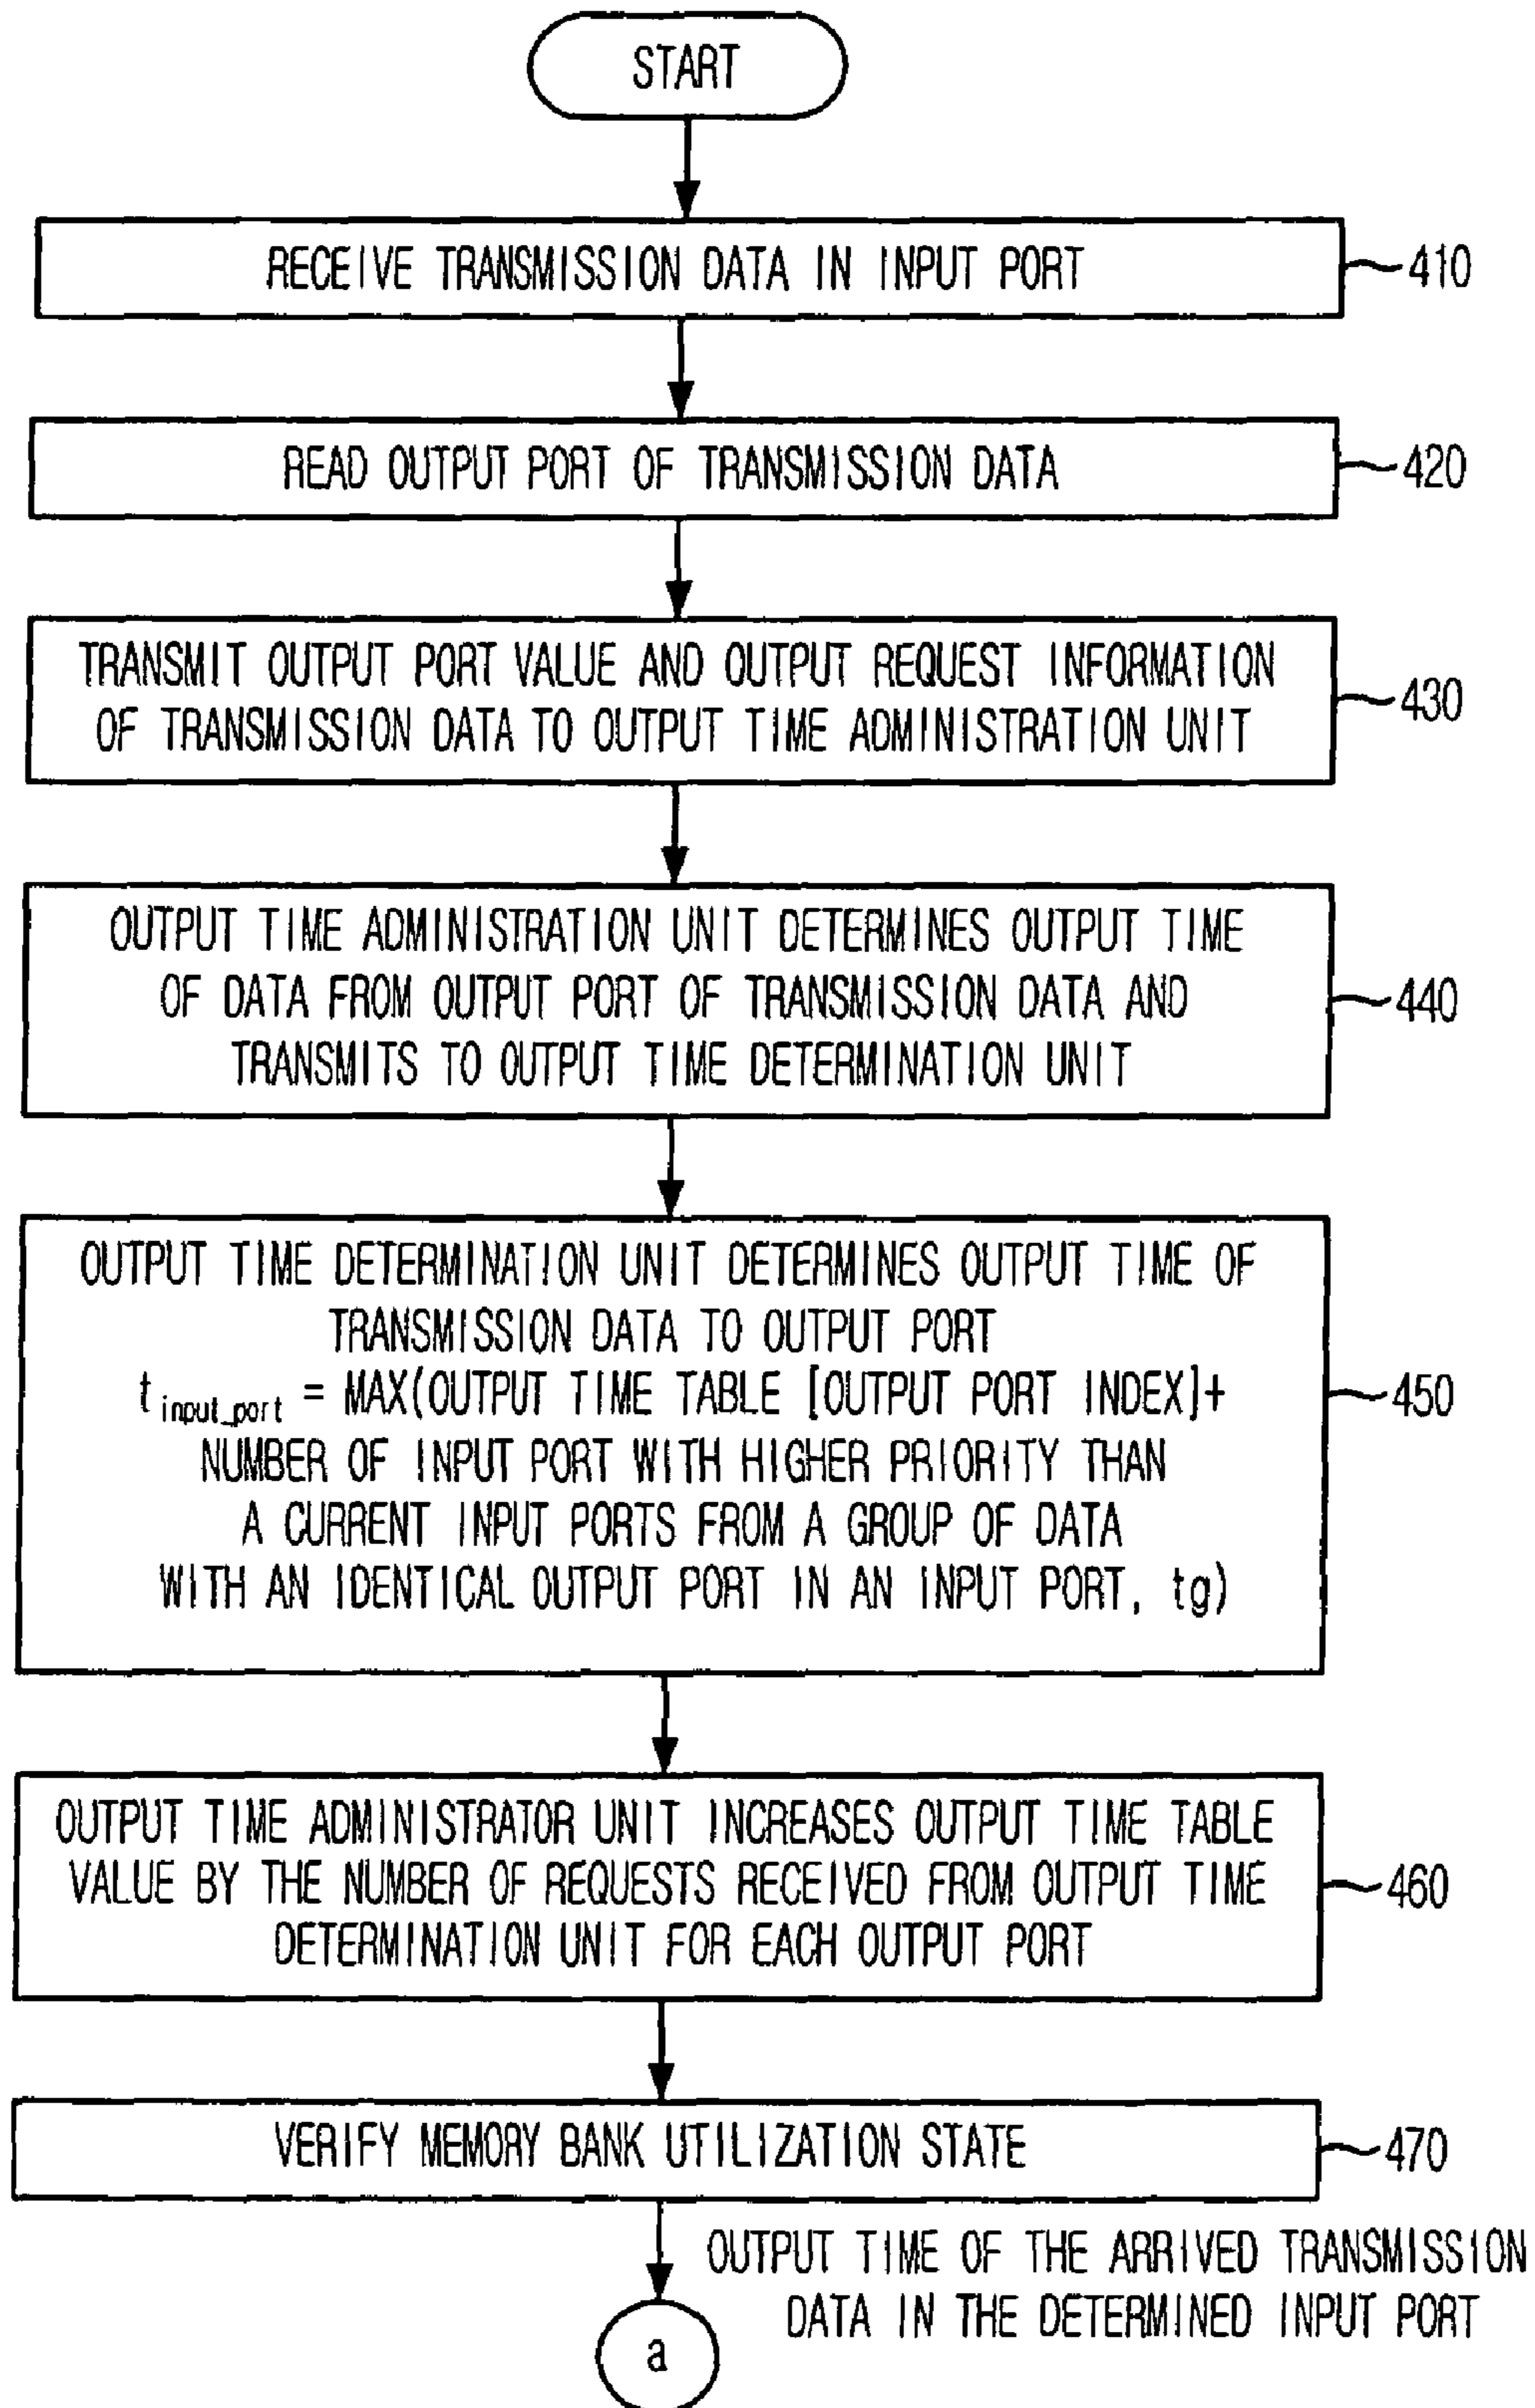 START
RECEIVE TRANSMISSION DATA IN INPUT PORT
410
READ OUTPUT PORT OF TRANSMISSION DATA
420
TRANSMIT OUTPUT PORT VALUE AND OUTPUT REQUEST INFORMATION
OF TRANSMISSION DATA TO OUTPUT TIME ADMINISTRATION UNIT
430
OUTPUT TIME ADMINISTRATION UNIT DETERMINES OUTPUT TIME
OF DATA FROM OUTPUT PORT OF TRANSMISSION DATA AND
TRANSMITS TO OUTPUT TIME DETERMINATION UNIT
440
OUTPUT TIME DETERMINATION UNIT DETERMINES OUTPUT TIME OF
TRANSMISSION DATA TO OUTPUT PORT
t input_port = MAX(OUTPUT TIME TABLE [OUTPUT PORT INDEX]+
NUMBER OF INPUT PORT WITH HIGHER PRIORITY THAN
A CURRENT INPUT PORTS FROM A GROUP OF DATA
WITH AN IDENTICAL OUTPUT PORT IN AN INPUT PORT, tg)
450
OUTPUT TIME ADMINISTRATOR UNIT INCREASES OUTPUT TIME TABLE
VALUE BY THE NUMBER OF REQUESTS RECEIVED FROM OUTPUT TIME
DETERMINATION UNIT FOR EACH OUTPUT PORT
460
VERIFY MEMORY BANK UTILIZATION STATE
470
OUTPUT TIME OF THE ARRIVED TRANSMISSION
DATA IN THE DETERMINED INPUT PORT
a